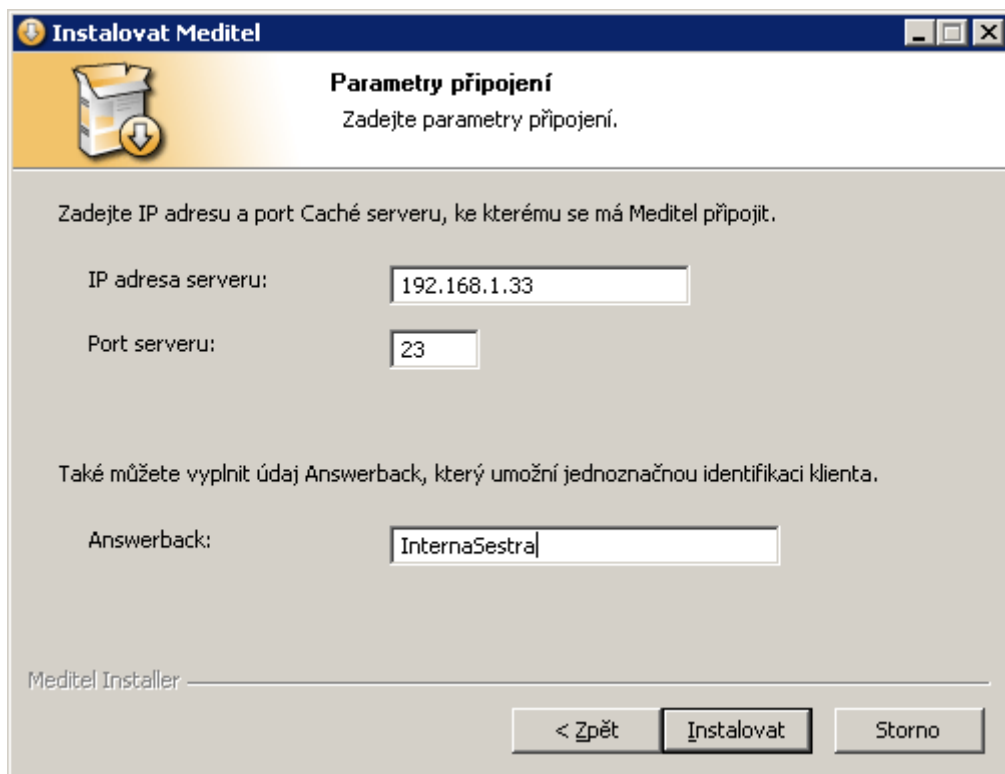 Instalovat Meditel
Parametry připojení
Zadejte parametry připojení.
Zadejte IP adresu a port Caché serveru, ke kterému se má Meditel připojit.
IP adresa serveru:
192.168.1.33
Port serveru:
23
Také můžete vyplnit údaj Answerback, který umožní jednoznačnou identifikaci klienta.
Answerback:
InternaSestra
Meditel Installer
< Zpět
Instalovat
Storno